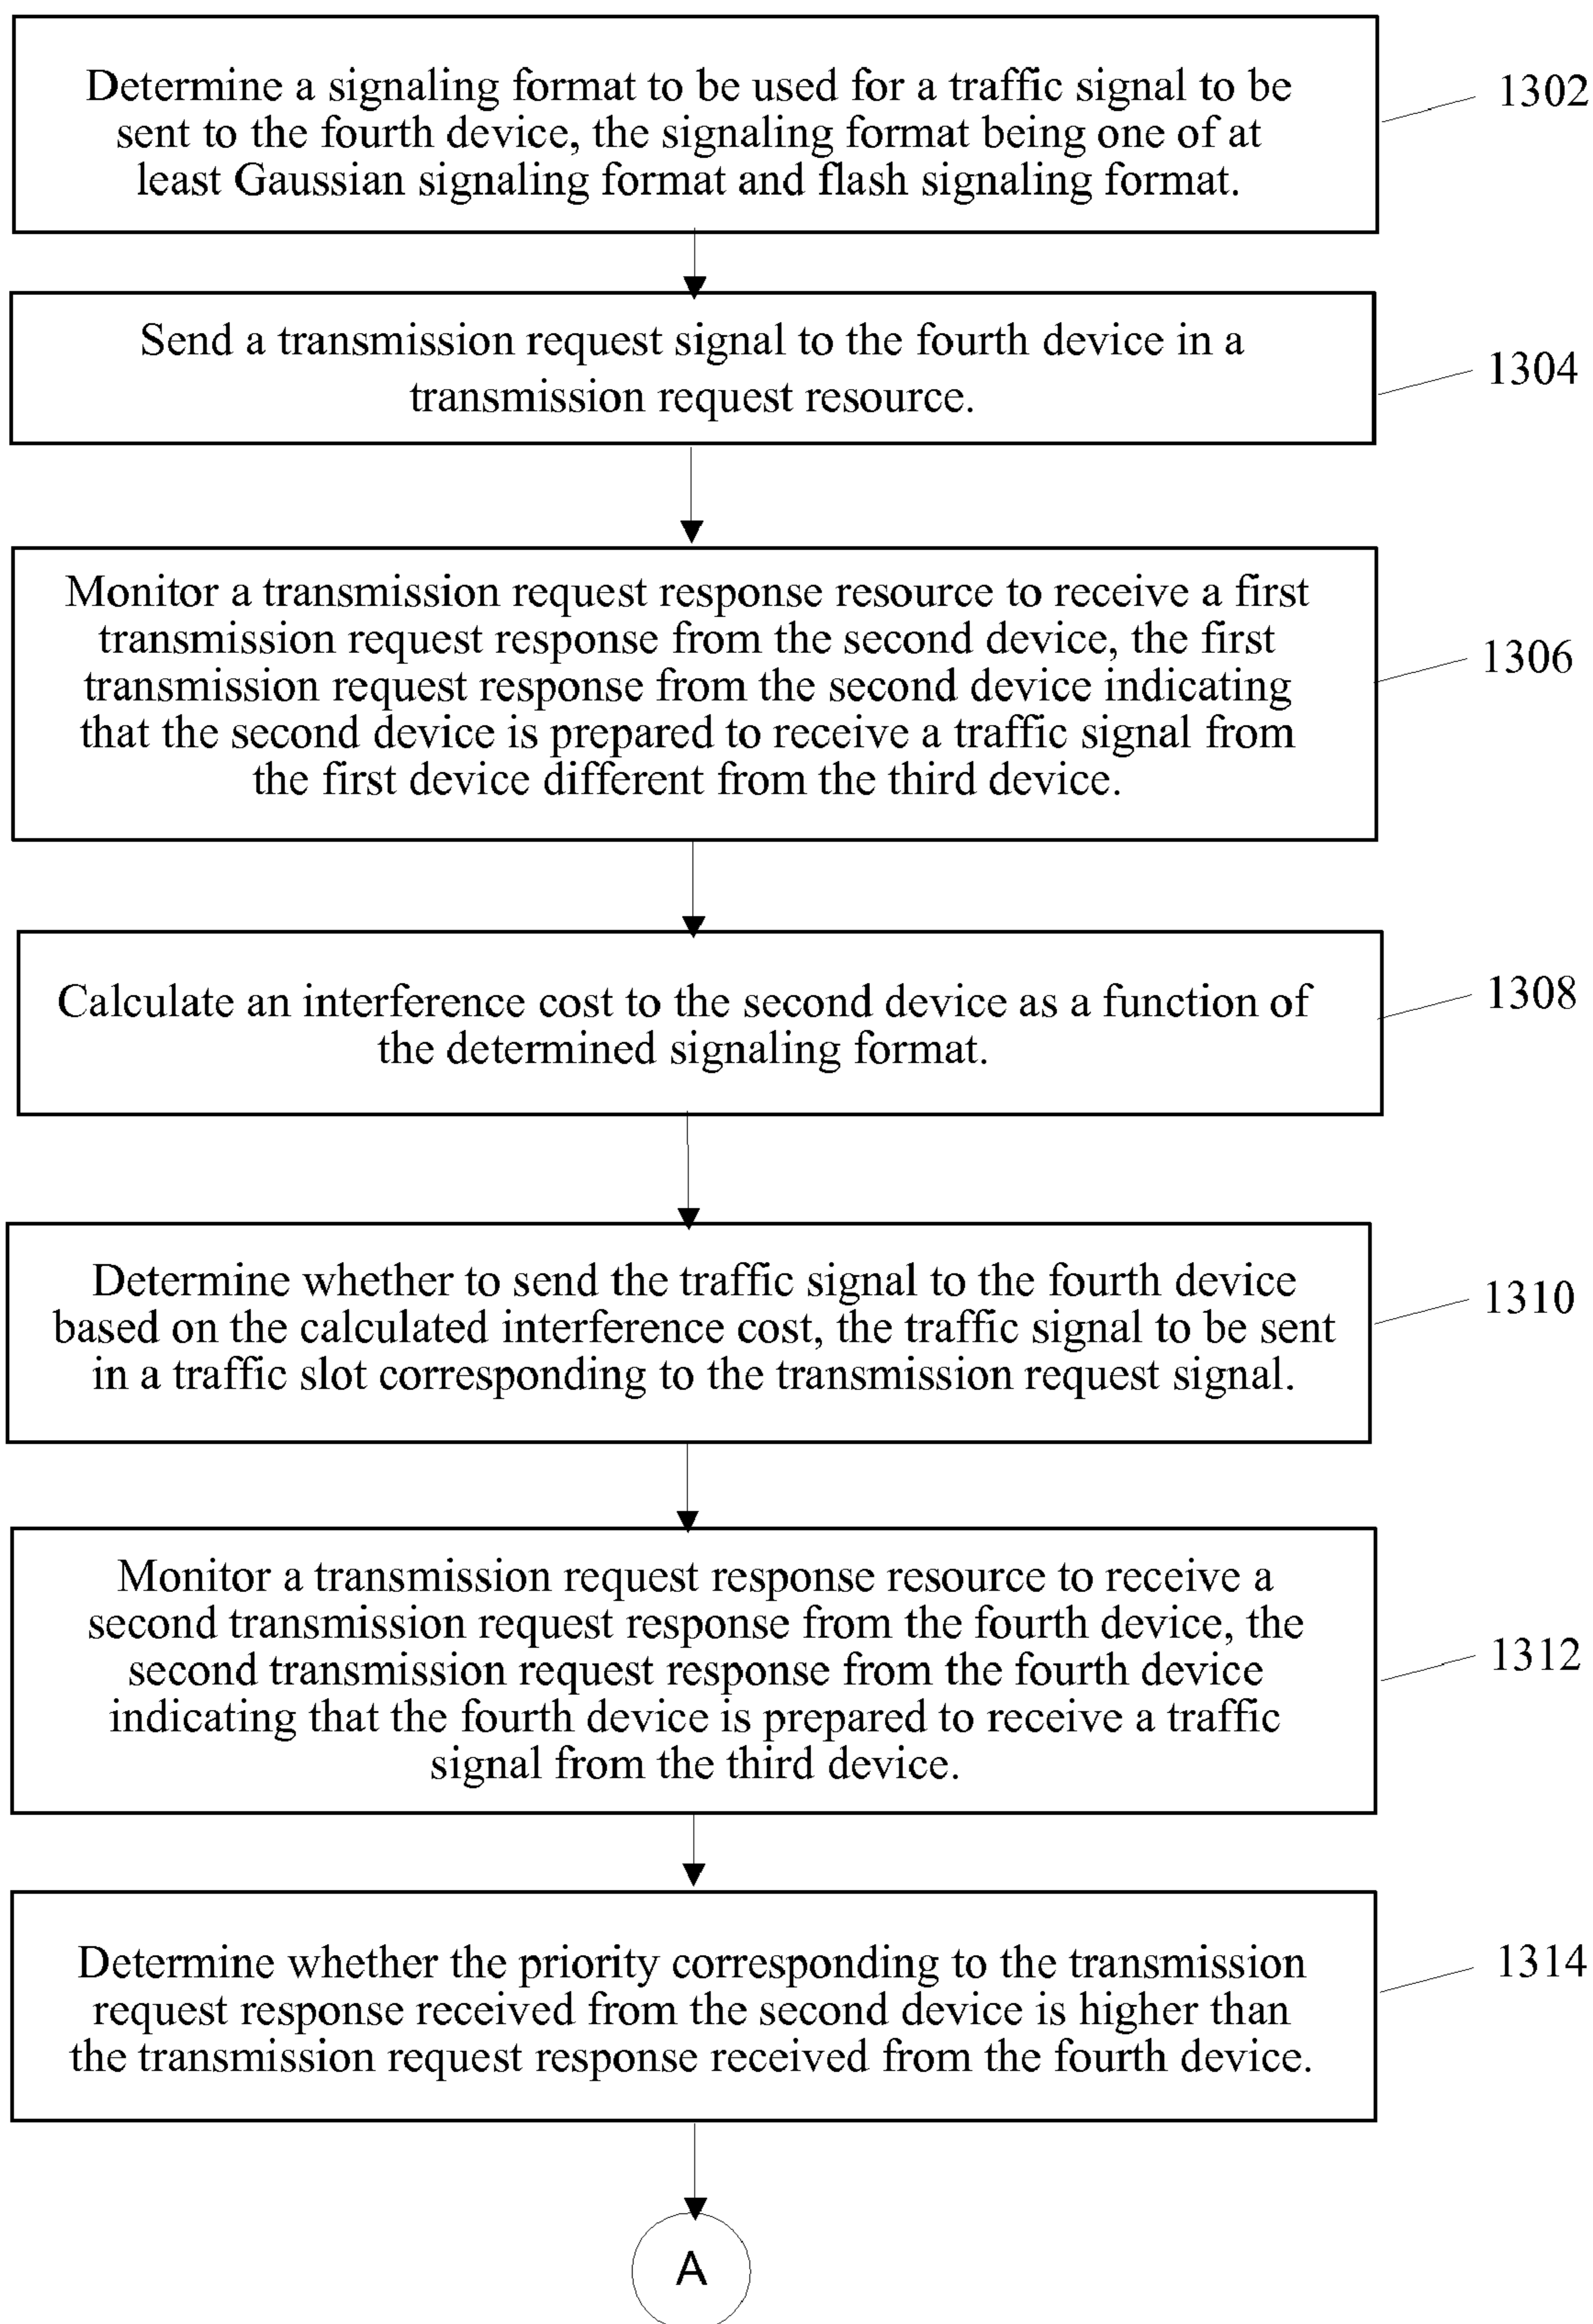 Determine a signaling format to be used for a traffic signal to be
sent to the fourth device, the signaling format being one of at
least Gaussian signaling format and flash signaling format.
1302
Send a transmission request signal to the fourth device in a
transmission request resource.
1304
Monitor a transmission request response resource to receive a first
transmission request response from the second device, the first
transmission request response from the second device indicating
that the second device is prepared to receive a traffic signal from
the first device different from the third device.
1306
Calculate an interference cost to the second device as a function of
the determined signaling format.
1308
Determine whether to send the traffic signal to the fourth device
based on the calculated interference cost, the traffic signal to be sent
in a traffic slot corresponding to the transmission request signal.
1310
Monitor a transmission request response resource to receive a
second transmission request response from the fourth device, the
second transmission request response from the fourth device
indicating that the fourth device is prepared to receive a traffic
signal from the third device.
1312
Determine whether the priority corresponding to the transmission
request response received from the second device is higher than
the transmission request response received from the fourth device.
1314
A